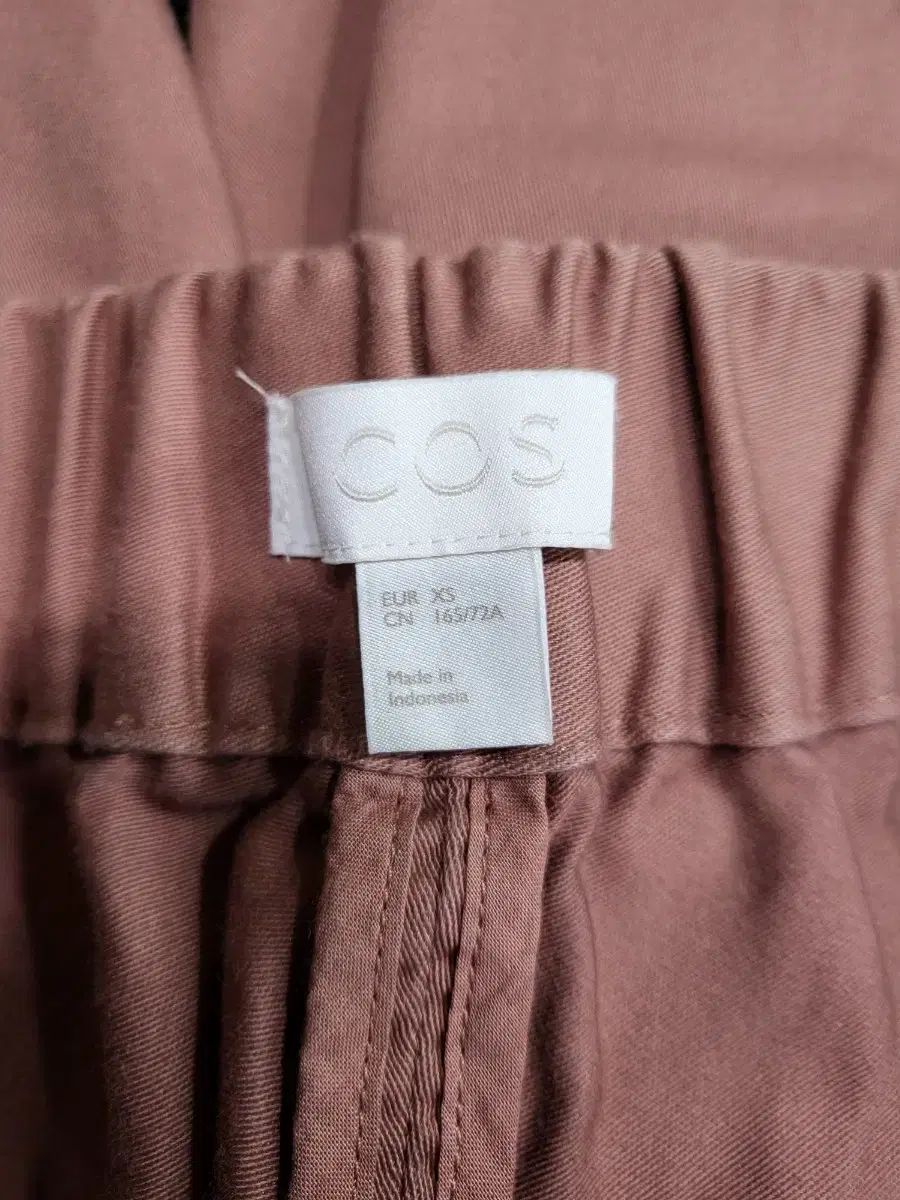 COS
EUR XS
CN 165/72A
Made in
Indonesia